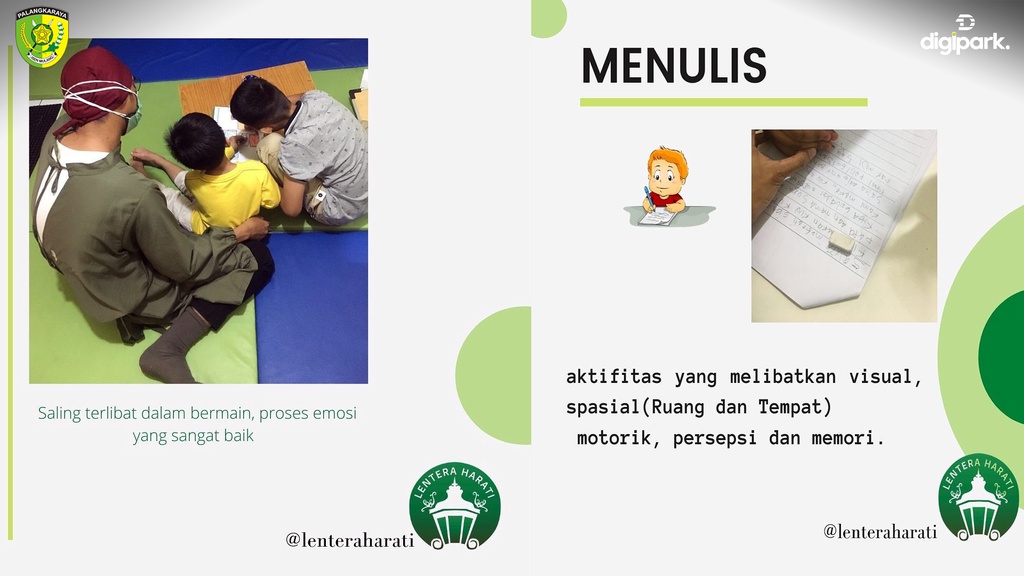 PALANGKARAYA
Saling terlibat dalam bermain, proses emosi
yang sangat baik
@lenteraharati
LENTERA HARATI
digipark.
MENULIS
aktifitas yang melibatkan visual,
spasial(Ruang dan Tempat)
motorik, persepsi dan memori.
@lenteraharati
LENTERA HARATI